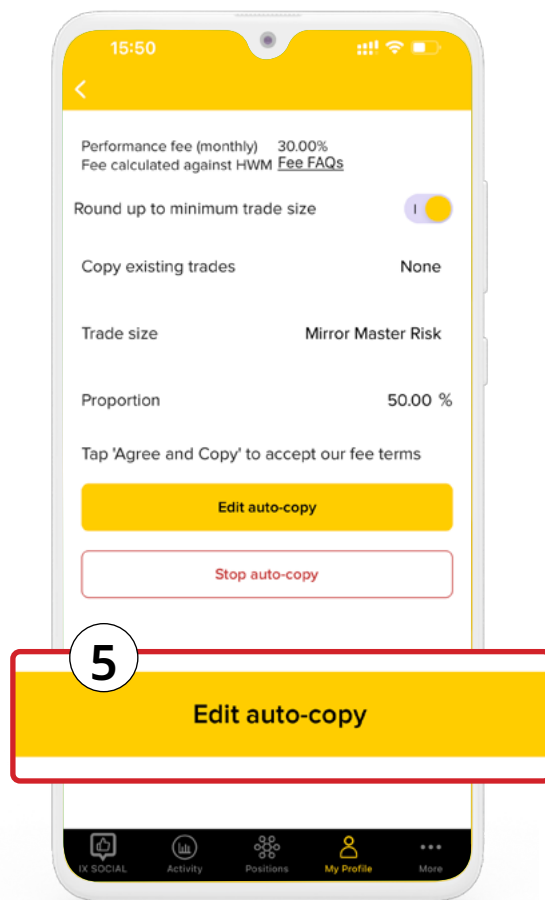 15:50
Performance fee (monthly) 30.00%
Fee calculated against HWM Fee FAQs
Round up to minimum trade size
Copy existing trades None
Trade size Mirror Master Risk
Proportion 50.00 %
Tap 'Agree and Copy' to accept our fee terms
Edit auto-copy
Stop auto-copy
5
Edit auto-copy
IX SOCIAL Activity Positions My Profile More